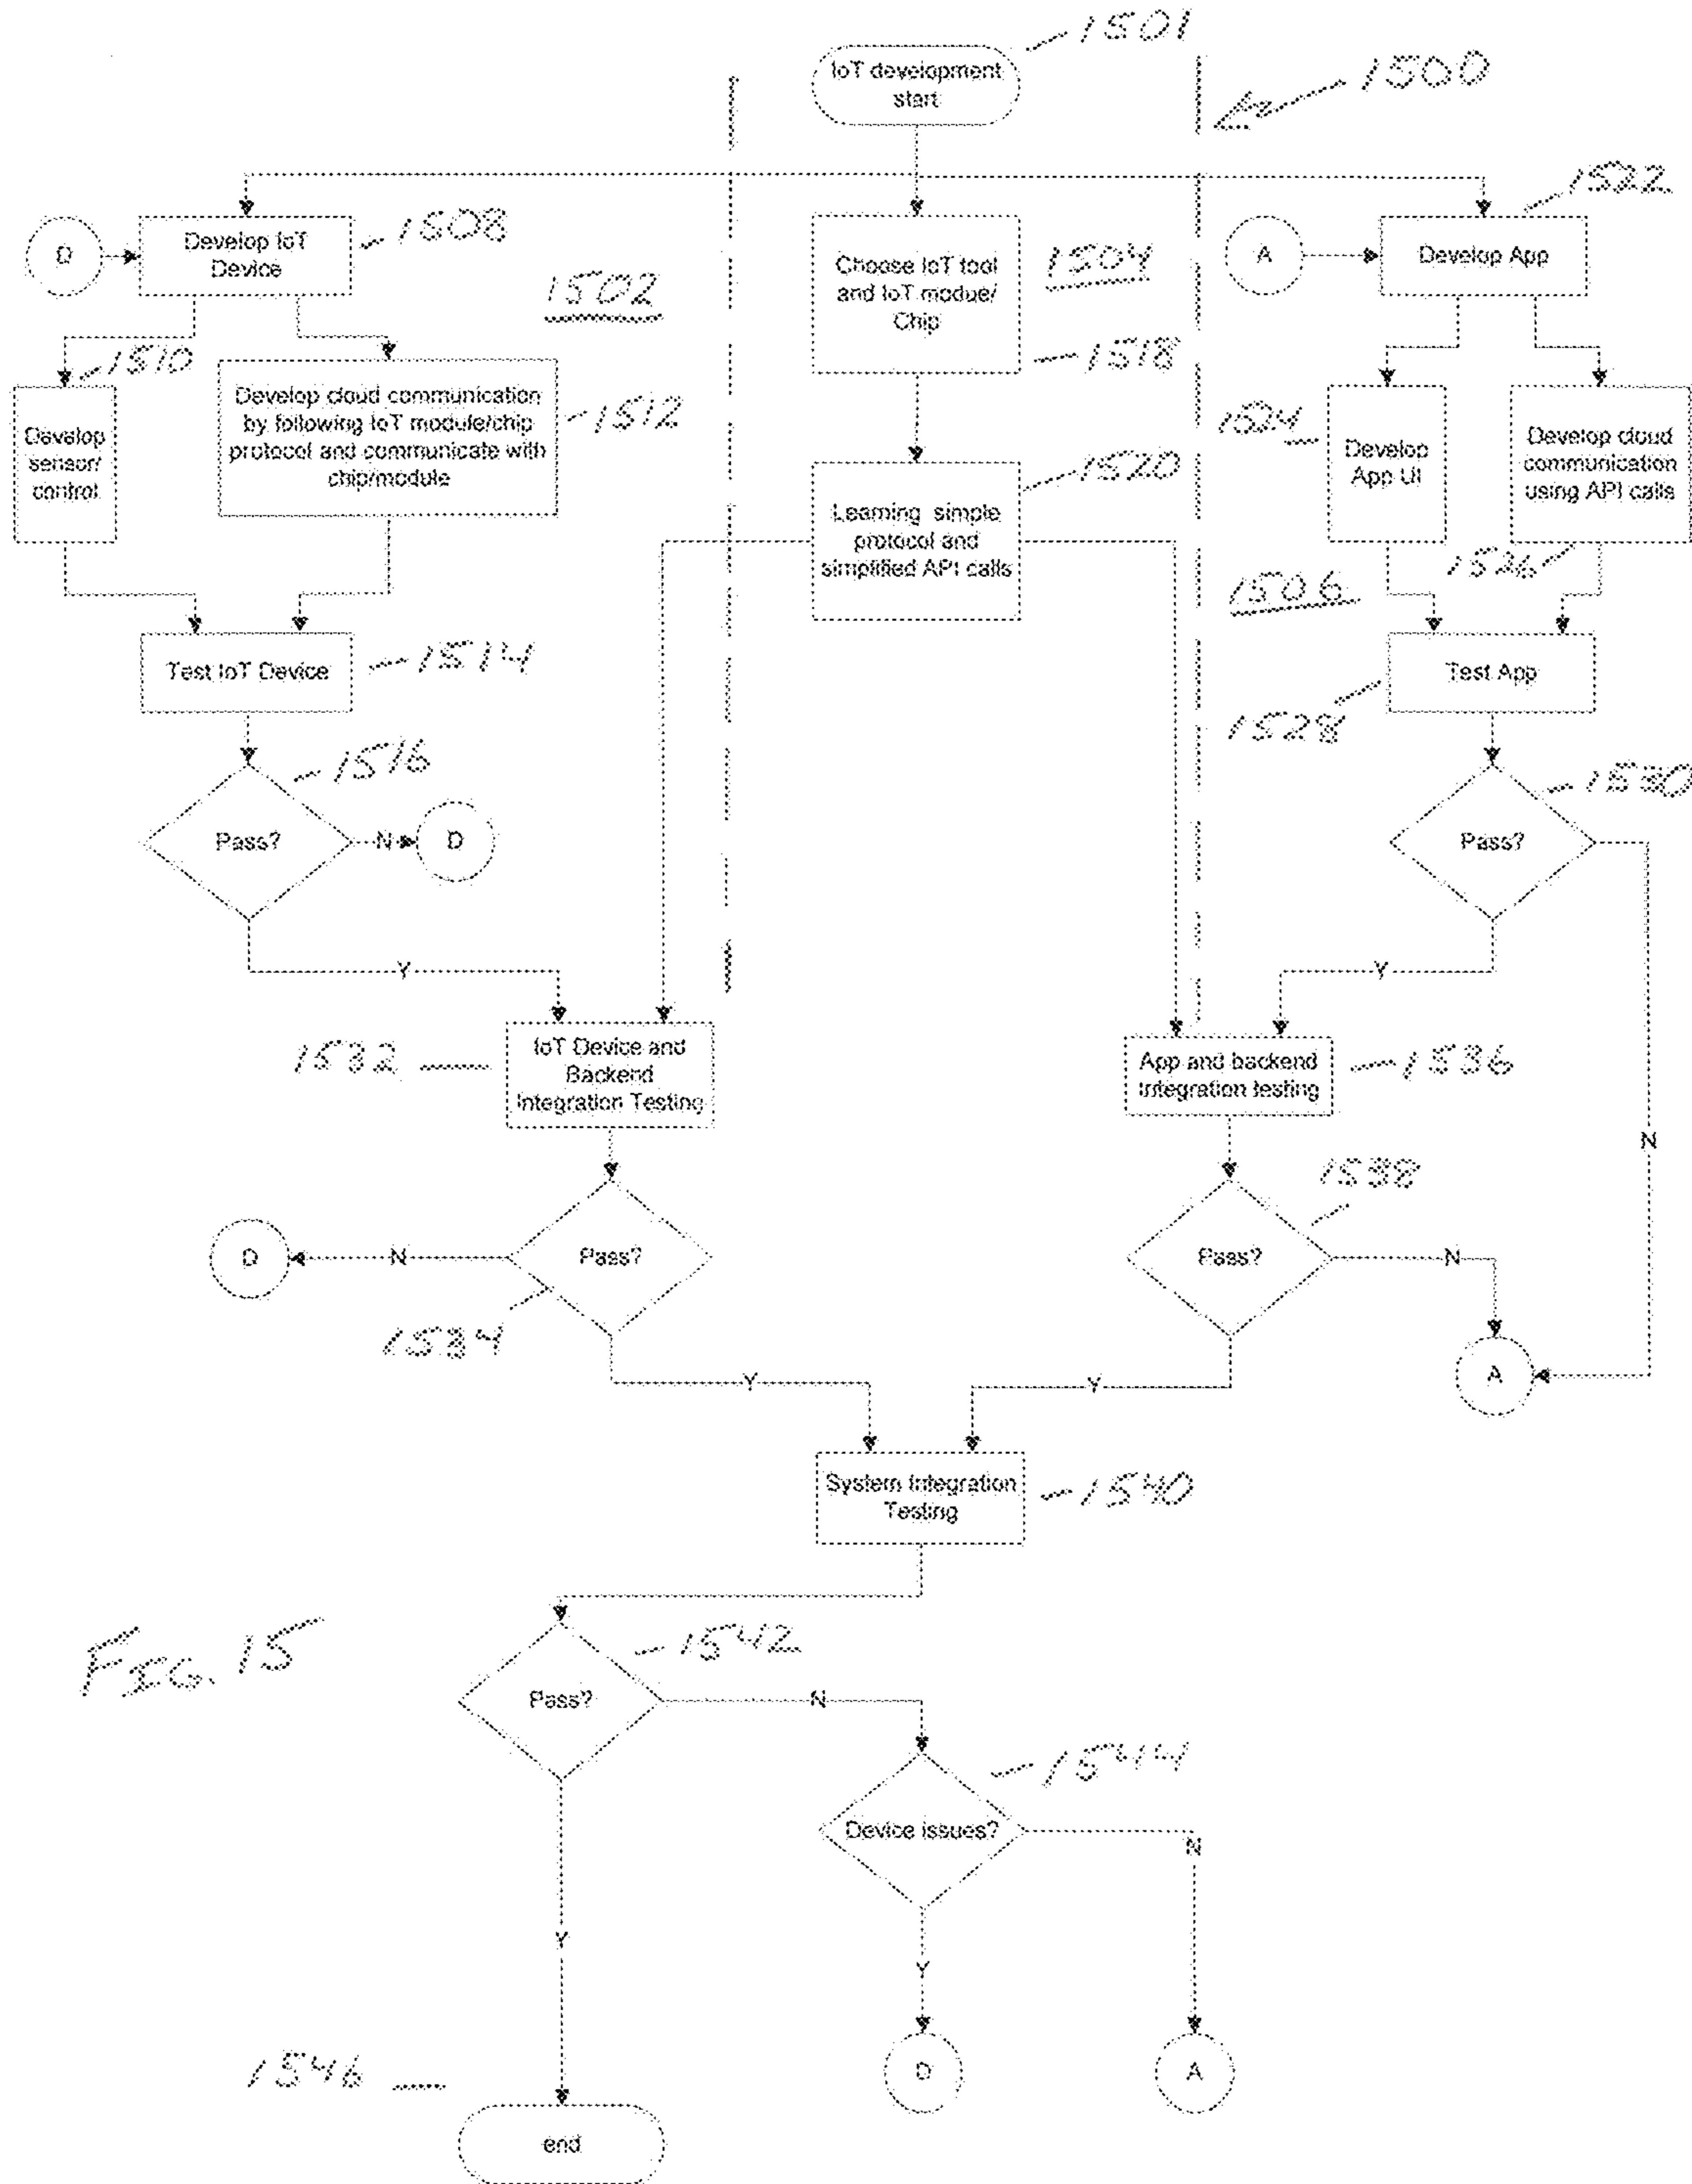 1501
IoT development
start
1500
1522
D
Develop IoT
Device
1508
Choose IoT tool
and IoT modue/
Chip
1504
A
Develop App
1502
1510
1518
Develop
sensor/
control
Develop cloud communication
by following IoT module/chip
protocol and communicate with
chip/module
1512
1524
Develop
App UI
Develop cloud
communication
using API calls
1520
Learning simple
protocol and
simplified API calls
1526
1506
Test IoT Device
1514
Test App
1528
1516
1530
Pass?
N
D
Pass?
Y
Y
1532
IoT Device and
Backend
Integration Testing
App and backend
Integration testing
1536
N
1538
D
N
Pass?
Pass?
N
1534
A
Y
Y
System Integration
Testing
1540
FIG. 15
1542
Pass?
N
1544
Device issues?
N
Y
Y
D
A
1546
end